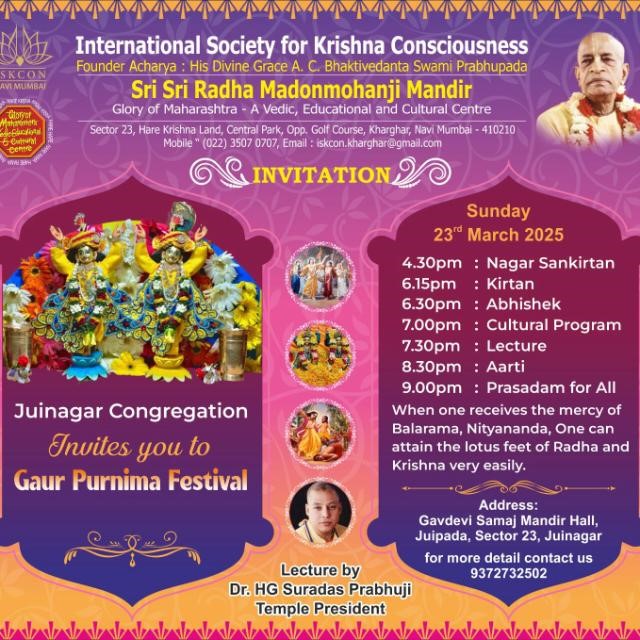 ISKCON
NAVI MUMBAI
Glory of
Maharashtra
Vedic, Educational
& Cultural
Centre
International Society for Krishna Consciousness
Founder Acharya : His Divine Grace A. C. Bhaktivedanta Swami Prabhupada
Sri Sri Radha Madonmohanji Mandir
Glory of Maharashtra - A Vedic, Educational and Cultural Centre
Sector 23, Hare Krishna Land, Central Park, Opp. Golf Course, Kharghar, Navi Mumbai - 410210
Mobile " (022) 3507 0707, Email : iskcon.kharghar@gmail.com
INVITATION
Juinagar Congregation
Invites you to
Gaur Purnima Festival
Sunday
23rd March 2025
4.30pm : Nagar Sankirtan
6.15pm : Kirtan
6.30pm : Abhishek
7.00pm : Cultural Program
7.30pm : Lecture
8.30pm : Aarti
9.00pm : Prasadam for All
When one receives the mercy of
Balarama, Nityananda, One can
attain the lotus feet of Radha and
Krishna very easily.
Address:
Gavdevi Samaj Mandir Hall,
Juipada, Sector 23, Juinagar
for more detail contact us
9372732502
Lecture by
Dr. HG Suradas Prabhuji
Temple President